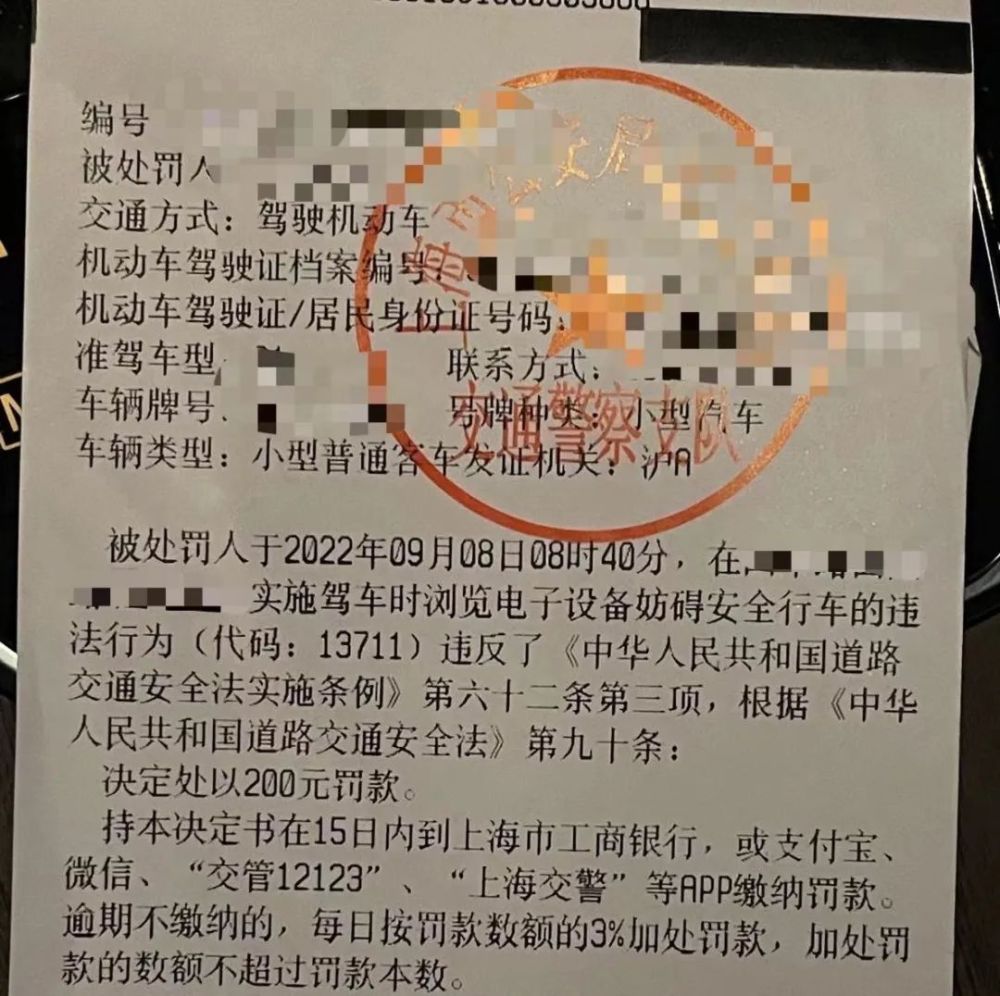 编号
被处罚人
交通方式：驾驶机动车
机动车驾驶证档案编号：
机动车驾驶证/居民身份证号码：
准驾车型 联系方式：
车辆牌号 号牌种类：小型汽车
车辆类型：小型普通客车发证机关：沪A
交通警察支队
被处罚人于2022年09月08日08时40分，在
实施驾车时浏览电子设备妨碍安全行车的违
法行为（代码：13711）违反了《中华人民共和国道路
交通安全法实施条例》第六十二条第三项，根据《中华
人民共和国道路交通安全法》第九十条：
决定处以200元罚款。
持本决定书在15日内到上海市工商银行，或支付宝、
微信、“交管12123”、“上海交警”等APP缴纳罚款。
逾期不缴纳的，每日按罚款数额的3%加处罚款，加处罚
款的数额不超过罚款本数。